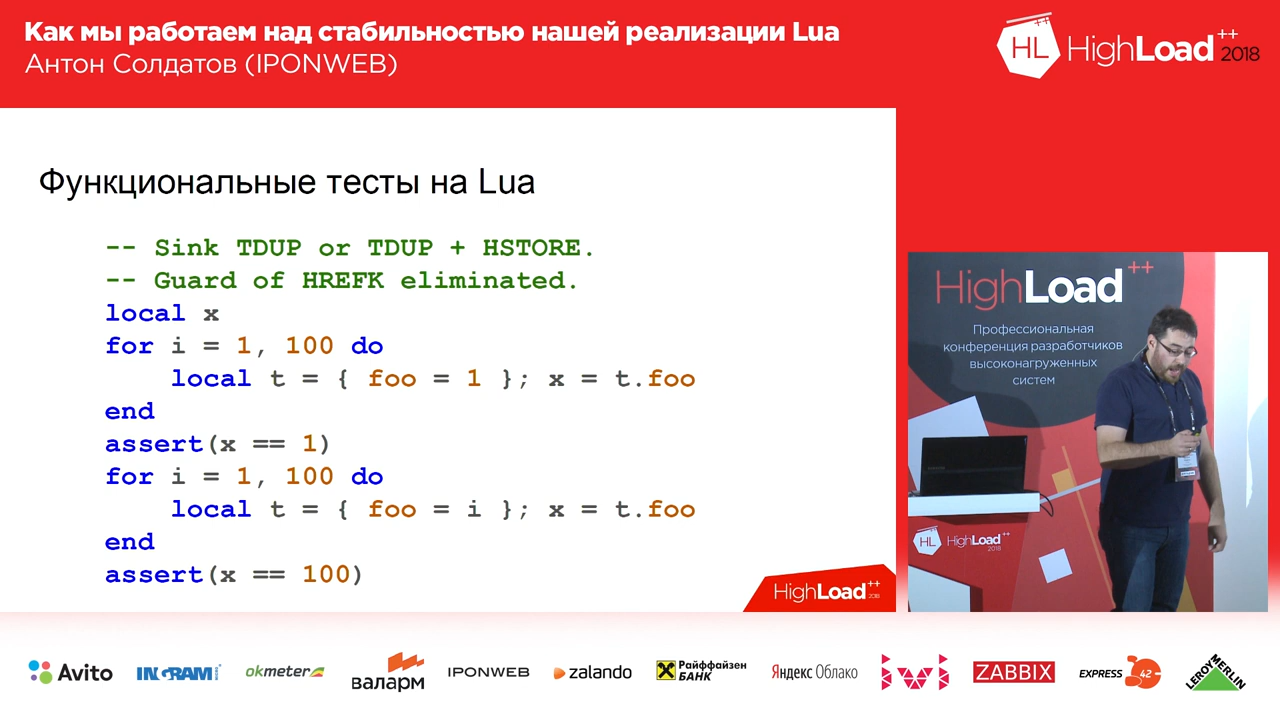 Как мы работаем над стабильностью нашей реализации Lua
Антон Солдатов (IPONWEB)
HL HighLoad++ 2018
Функциональные тесты на Lua
-- Sink TDUP or TDUP + HSTORE.
-- Guard of HREFK eliminated.
local x
for i = 1, 100 do
    local t = { foo = 1 }; x = t.foo
end
assert(x == 1)
for i = 1, 100 do
    local t = { foo = i }; x = t.foo
end
assert(x == 100)
HighLoad++ 2018
HighLoad++
Профессиональная
конференция разработчиков
высоконагруженных
систем
HL HighLoad++ 2018
Avito
INGRAM
okmeter
валарм
IPONWEB
zalando
Райффайзен
БАНК
Яндекс Облако
ivi
ZABBIX
EXPRESS 42
LEROY MERLIN